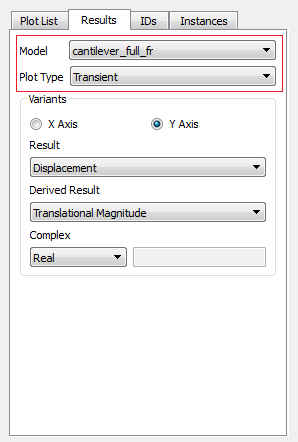 Plot List Results IDs Instances
Model cantilever_full_fr
Plot Type Transient
Variants
X Axis Y Axis
Result
Displacement
Derived Result
Translational Magnitude
Complex
Real